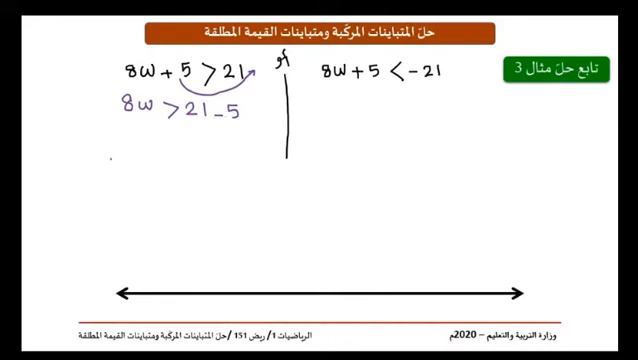 حلّ المتباينات المركّبة ومتباينات القيمة المطلقة
تابع حلّ مثال 3
8w + 5 > 21 أو 8w + 5 < - 21
8w > 21 - 5
وزارة التربية والتعليم – 2020م
الرياضيات 1/ ريض 151 /حلّ المتباينات المركّبة ومتباينات القيمة المطلقة